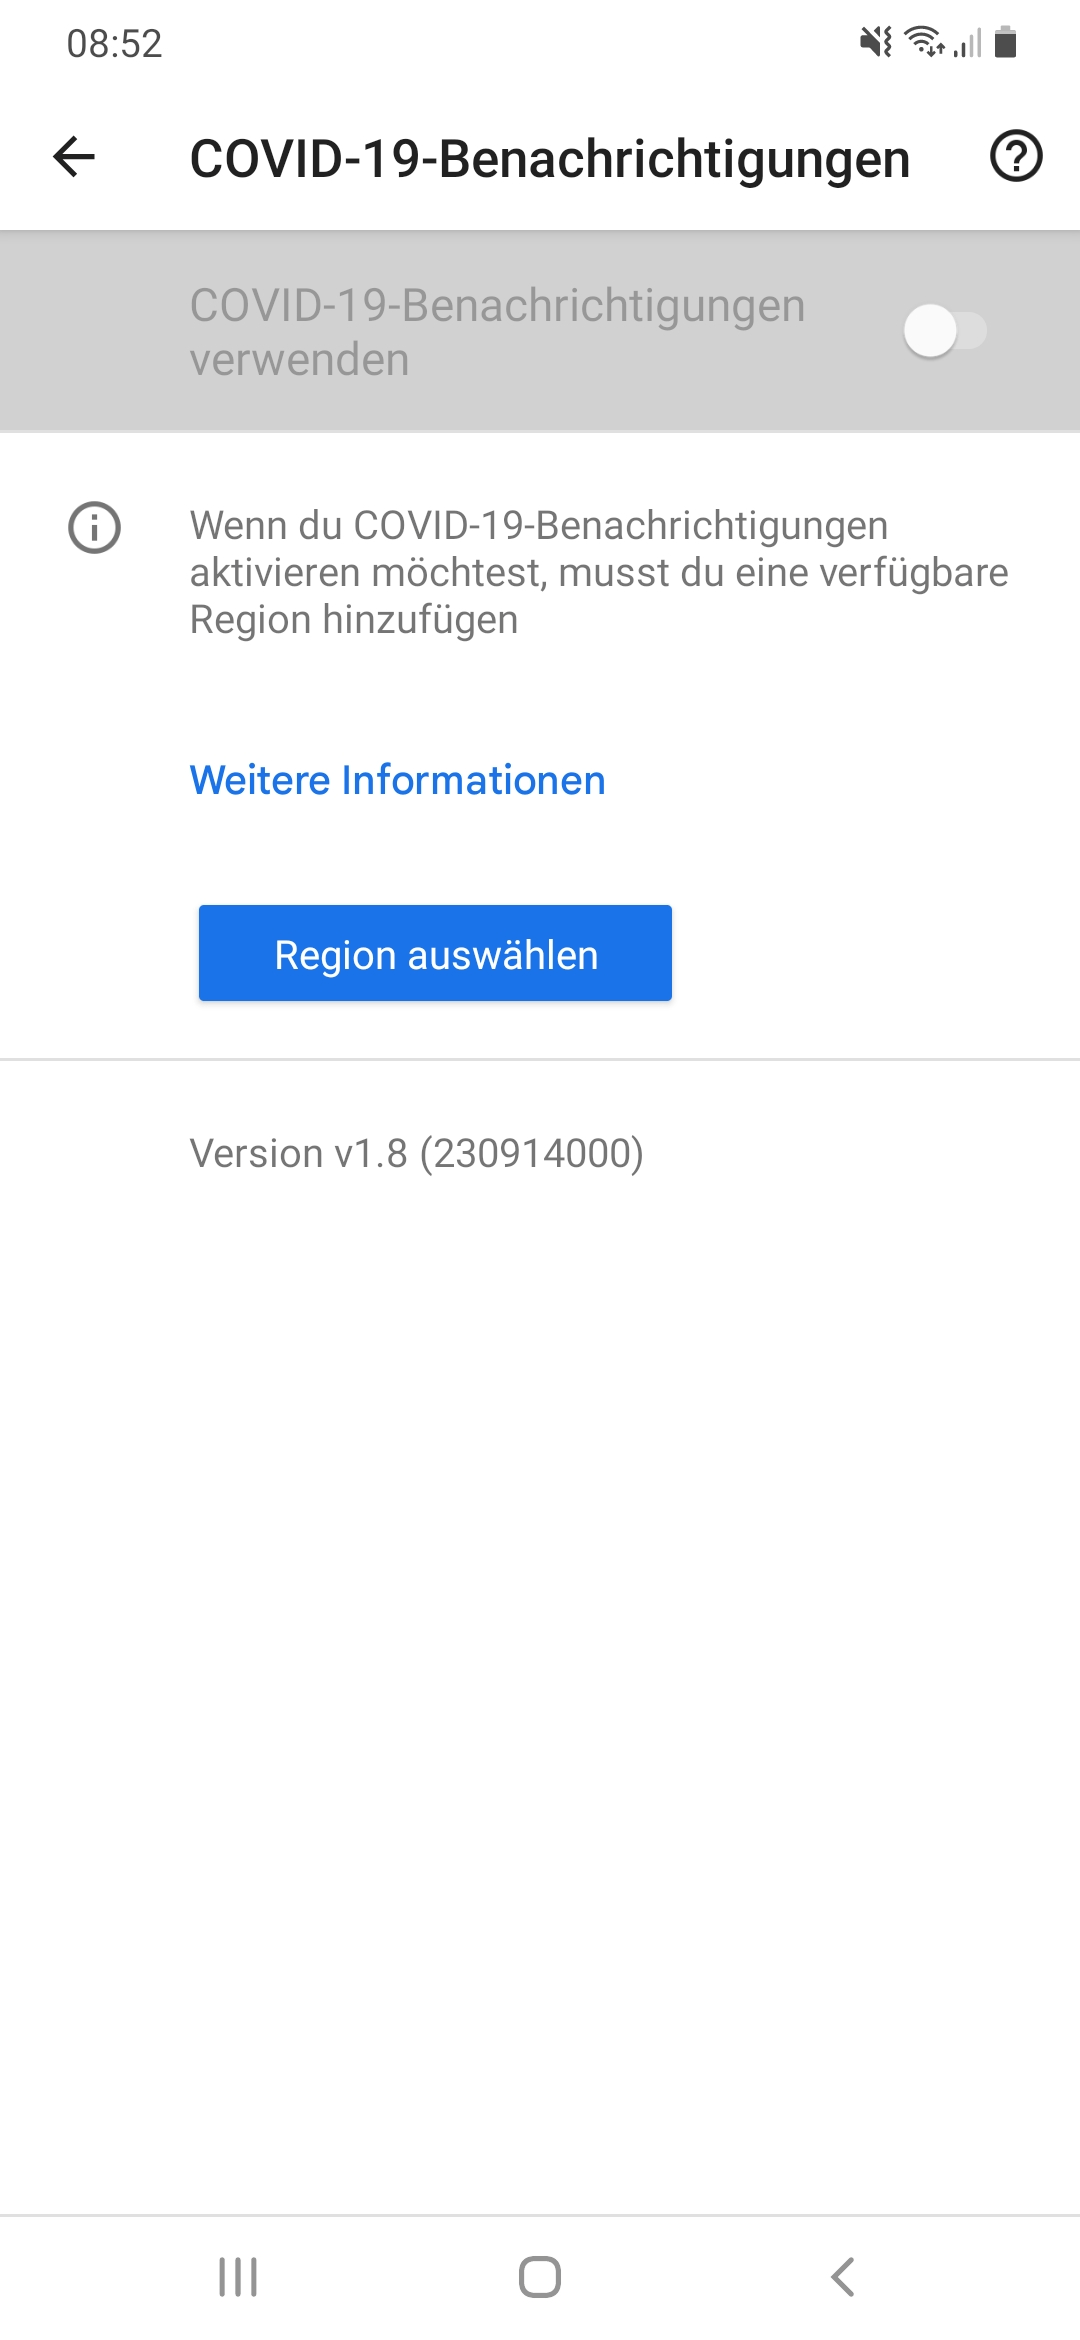 08:52
COVID-19-Benachrichtigungen
COVID-19-Benachrichtigungen
verwenden
Wenn du COVID-19-Benachrichtigungen
aktivieren möchtest, musst du eine verfügbare
Region hinzufügen
Weitere Informationen
Region auswählen
Version v1.8 (230914000)